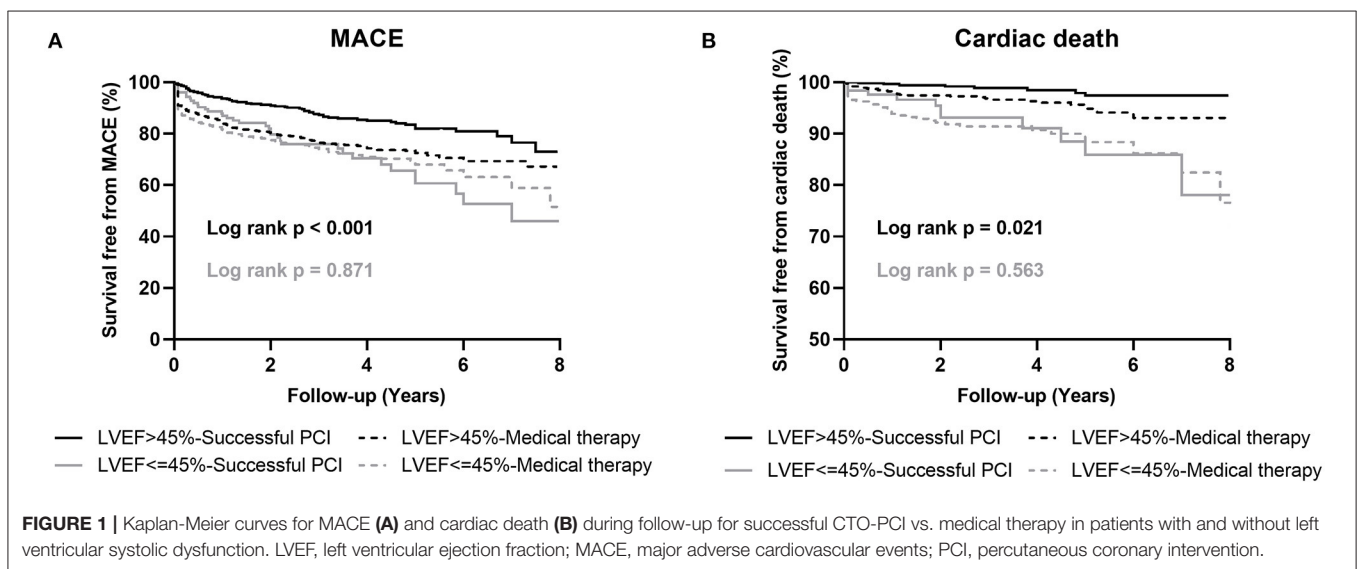 A
MACE
Survival free from MACE (%)
100
80
60
40
20
0
Log rank p < 0.001
Log rank p = 0.871
0 2 4 6 8
Follow-up (Years)
LVEF>45%-Successful PCI LVEF>45%-Medical therapy
LVEF<=45%-Successful PCI LVEF<=45%-Medical therapy
B
Cardiac death
Survival free from cardiac death (%)
100
90
80
70
60
50
Log rank p = 0.021
Log rank p = 0.563
0 2 4 6 8
Follow-up (Years)
LVEF>45%-Successful PCI LVEF>45%-Medical therapy
LVEF<=45%-Successful PCI LVEF<=45%-Medical therapy
FIGURE 1 | Kaplan-Meier curves for MACE (A) and cardiac death (B) during follow-up for successful CTO-PCI vs. medical therapy in patients with and without left
ventricular systolic dysfunction. LVEF, left ventricular ejection fraction; MACE, major adverse cardiovascular events; PCI, percutaneous coronary intervention.